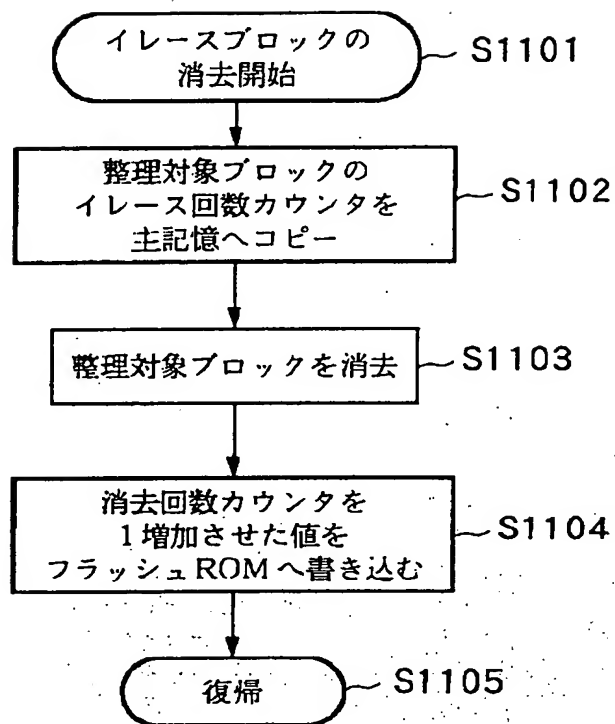 イレースブロックの
消去開始
S1101
整理対象ブロックの
イレース回数カウンタを
主記憶へコピー
S1102
整理対象ブロックを消去
S1103
消去回数カウンタを
1増加させた値を
フラッシュROMへ書き込む
S1104
復帰
S1105